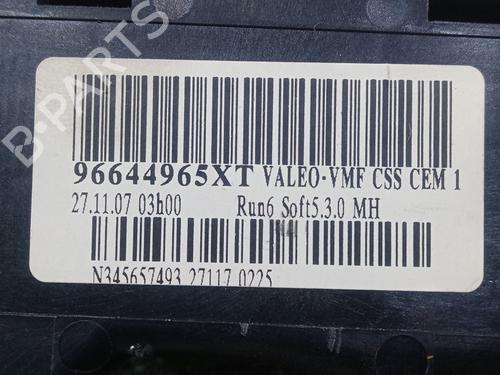 B-PARTS
96644965XT VALEO-VMF CSS CEM 1
27.11.07 03h00 Run6 Soft5.3.0 MH
N345657493 27117 0225